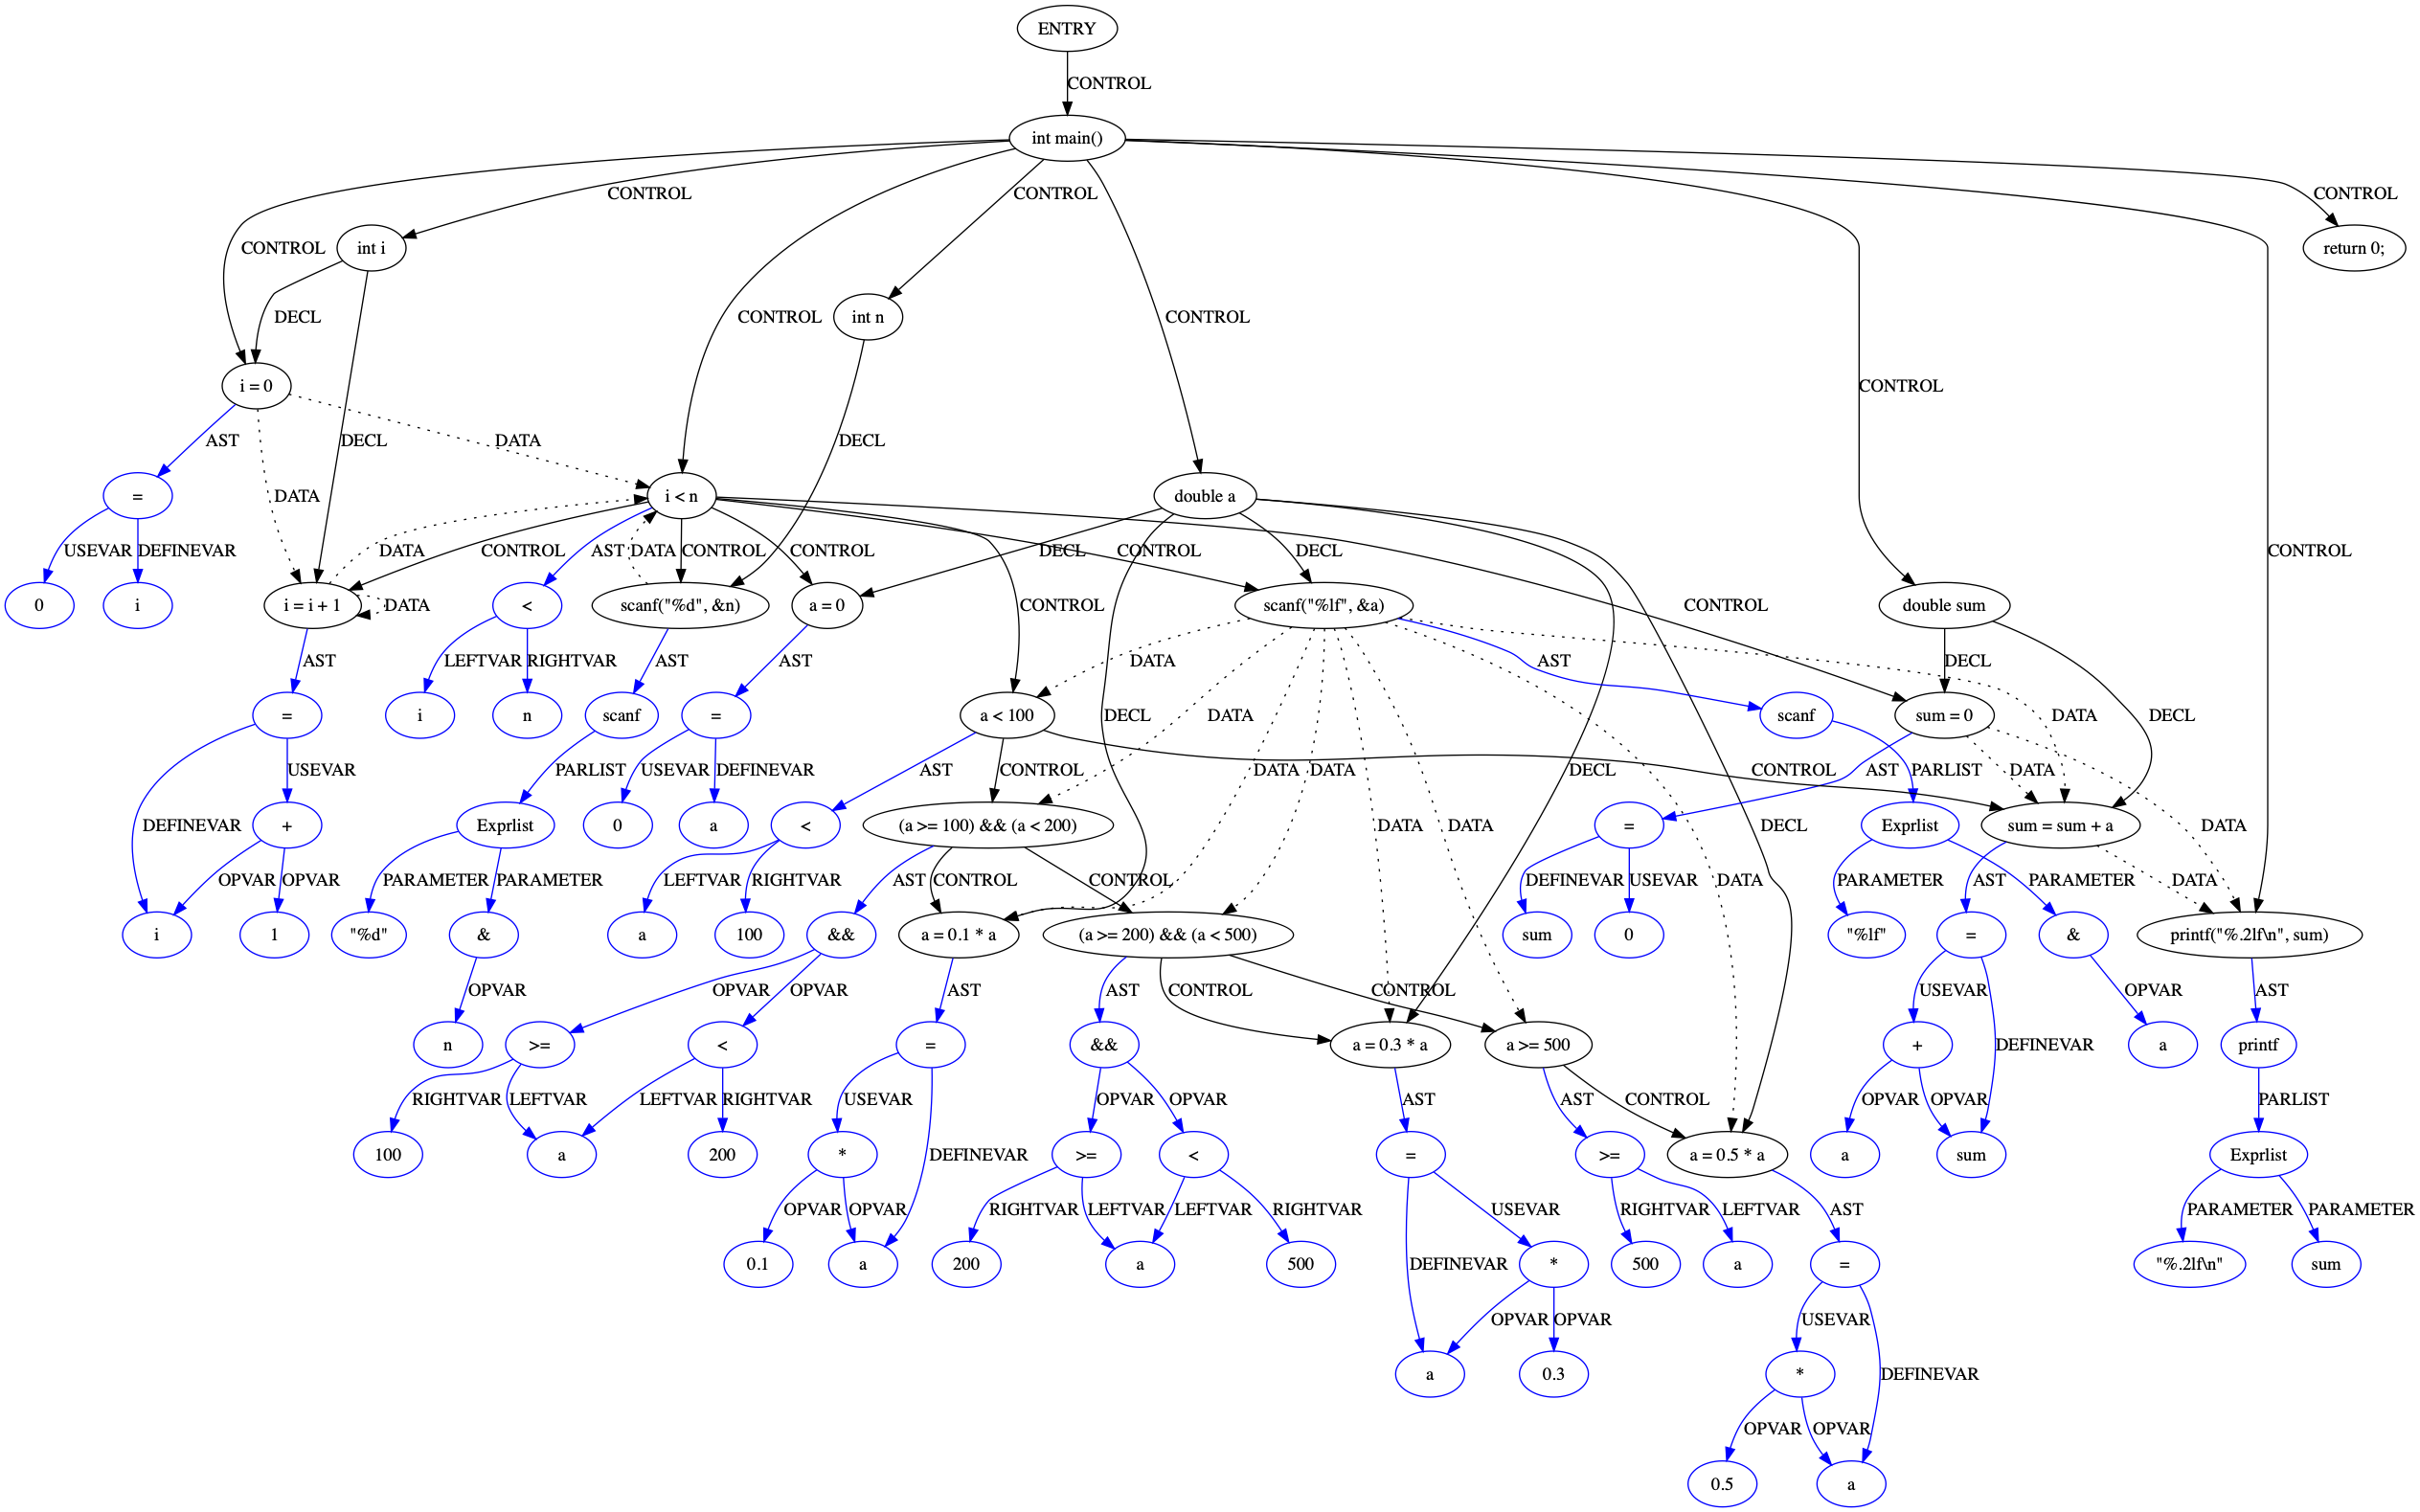 ENTRY
CONTROL
int main()
CONTROL
CONTROL
CONTROL
CONTROL
int i
return 0;
DECL
CONTROL
int n
CONTROL
i = 0
CONTROL
AST
DATA
DECL
DECL
=
i < n
double a
CONTROL
USEVAR
DEFINEVAR
DATA
DATA
CONTROL
AST
DATA
CONTROL
CONTROL
DECL
CONTROL
DECL
0
i
i = i + 1
DATA
<
scanf("%d", &n)
a = 0
CONTROL
scanf("%lf", &a)
CONTROL
double sum
AST
LEFTVAR
RIGHTVAR
AST
AST
DATA
AST
DECL
=
i
n
scanf
=
a < 100
DECL
DATA
scanf
sum = 0
DATA
DECL
USEVAR
PARLIST
USEVAR
DEFINEVAR
AST
CONTROL
DATA
DATA
DATA
DECL
CONTROL
AST
PARLIST
DATA
DEFINEVAR
+
Exprlist
0
a
<
(a >= 100) && (a < 200)
DATA
DATA
DECL
=
Exprlist
sum = sum + a
DATA
OPVAR
OPVAR
PARAMETER
PARAMETER
LEFTVAR
RIGHTVAR
AST
CONTROL
CONTROL
DATA
DEFINEVAR
USEVAR
PARAMETER
AST
PARAMETER
DATA
i
1
"%d"
&
a
100
&&
a = 0.1 * a
(a >= 200) && (a < 500)
sum
0
"%lf"
=
&
printf("%.2lf\n", sum)
OPVAR
OPVAR
OPVAR
AST
AST
CONTROL
CONTROL
USEVAR
OPVAR
AST
n
>=
<
=
&&
a = 0.3 * a
a >= 500
+
DEFINEVAR
a
printf
RIGHTVAR
LEFTVAR
LEFTVAR
RIGHTVAR
USEVAR
OPVAR
OPVAR
AST
AST
CONTROL
OPVAR
OPVAR
PARLIST
100
a
200
*
DEFINEVAR
>=
<
=
>=
a = 0.5 * a
a
sum
Exprlist
OPVAR
OPVAR
RIGHTVAR
LEFTVAR
LEFTVAR
RIGHTVAR
USEVAR
RIGHTVAR
LEFTVAR
AST
PARAMETER
PARAMETER
0.1
a
200
a
500
DEFINEVAR
*
500
a
=
"%.2lf\n"
sum
OPVAR
OPVAR
USEVAR
a
0.3
*
DEFINEVAR
OPVAR
OPVAR
0.5
a